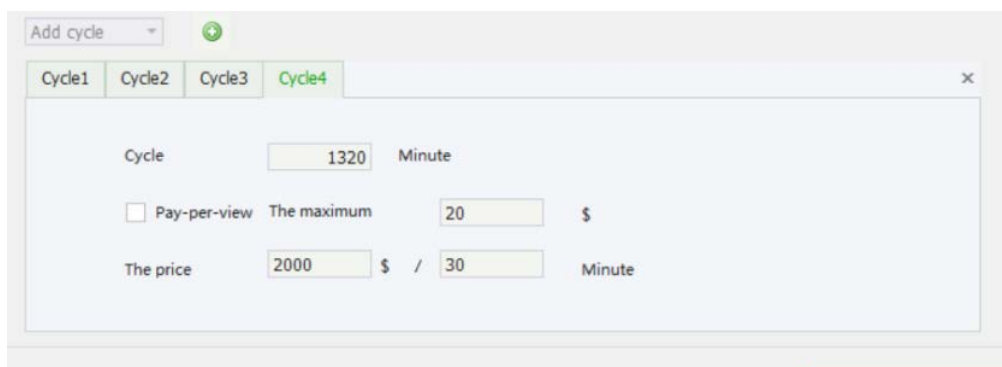 Add cycle
Cycle1 Cycle2 Cycle3 Cycle4
Cycle 1320 Minute
Pay-per-view The maximum 20 $
The price 2000 $ / 30 Minute